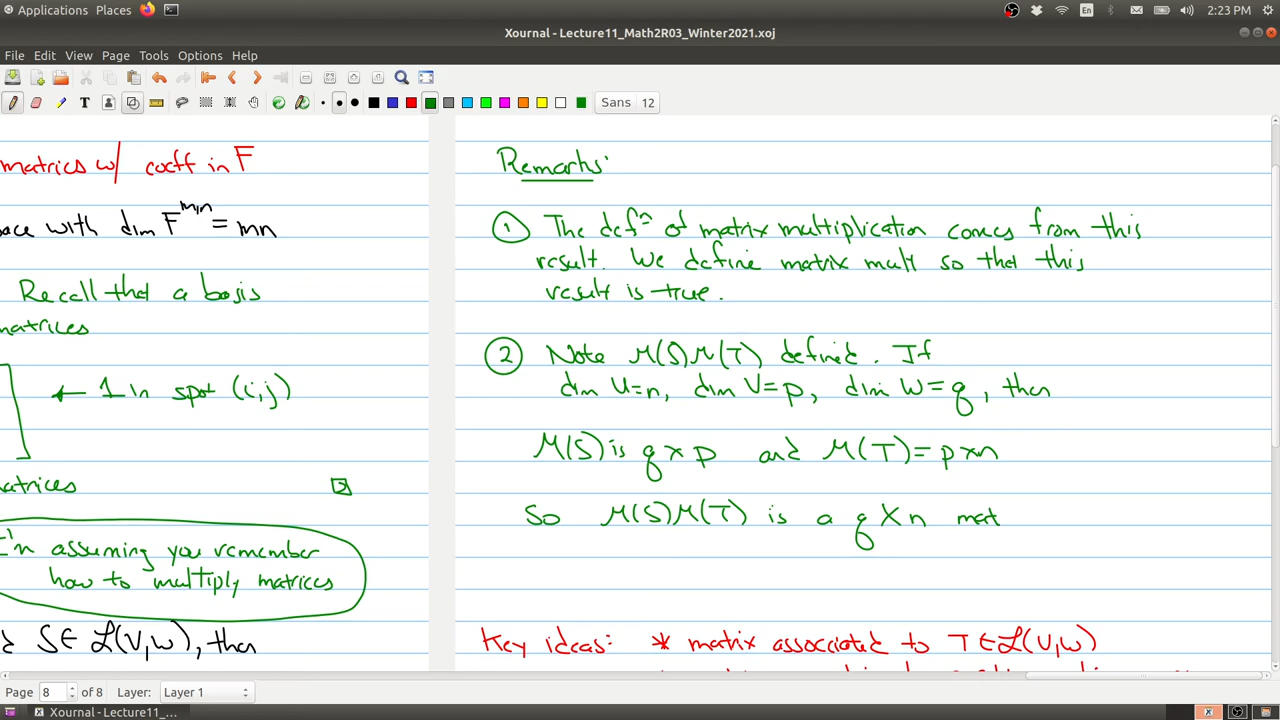 Applications Places 2:23 PM
En
Xournal - Lecture11_Math2R03_Winter2021.xoj
File Edit View Page Tools Options Help
Sans 12
matrics w/ coeff in F
ace with dim F^{m,n} = mn
Recall that a basis
matrices
← 1 in spot (i,j)
atrices
I'm assuming you remember
how to multiply matrices
S ∈ L(V,W), then
Remarks:
① The defⁿ of matrix multiplication comes from this
result. We define matrix mult so that this
result is true.
② Note M(S)M(T) defined. If
dim U=n, dim V=p, dim W=q, then
M(S) is q×p and M(T)= p×n
So M(S)M(T) is a q×n mat
Key ideas: * matrix associated to T∈L(V,W)
Page 8 of 8 Layer: Layer 1
Xournal - Lecture11_...